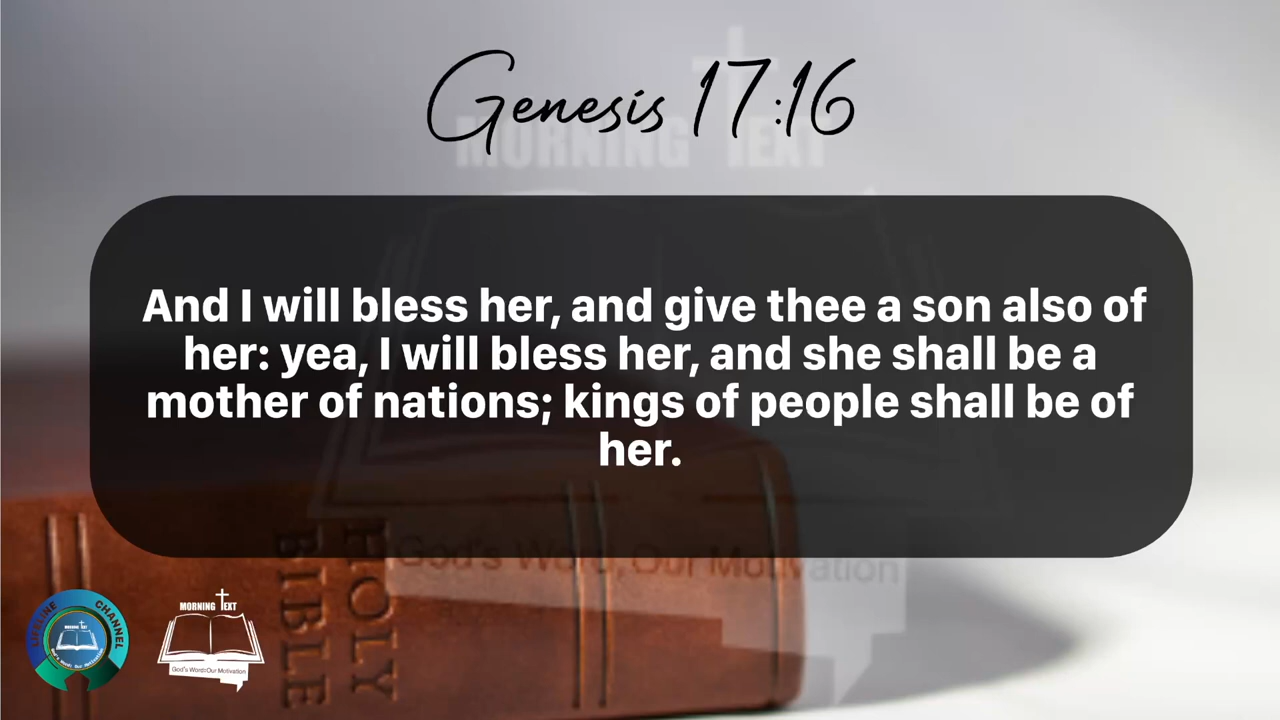 Genesis 17:16
MORNING TEXT
And I will bless her, and give thee a son also of
her: yea, I will bless her, and she shall be a
mother of nations; kings of people shall be of
her.
God's Word, Our Motivation
HOLY
BIBLE
LIFELINE CHANNEL
MORNING TEXT
God's Word:Our Motivation